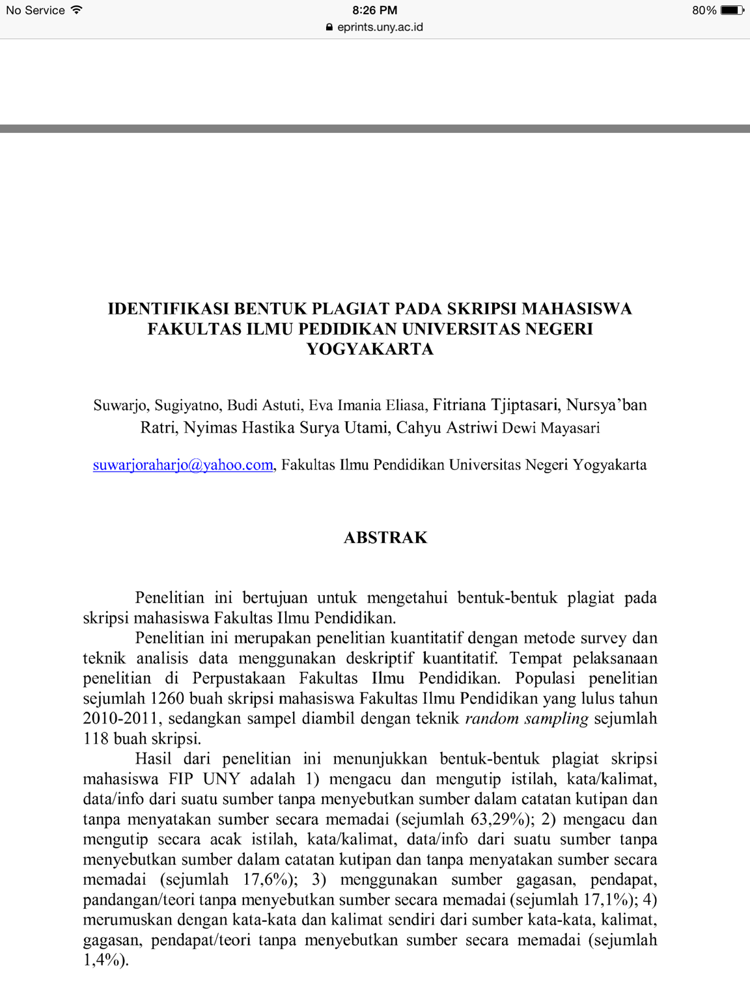 No Service
8:26 PM
80%
eprints.uny.ac.id
IDENTIFIKASI BENTUK PLAGIAT PADA SKRIPSI MAHASISWA
FAKULTAS ILMU PEDIDIKAN UNIVERSITAS NEGERI
YOGYAKARTA
Suwarjo, Sugiyatno, Budi Astuti, Eva Imania Eliasa, Fitriana Tjiptasari, Nursya’ban
Ratri, Nyimas Hastika Surya Utami, Cahyu Astriwi Dewi Mayasari
suwarjoraharjo@yahoo.com, Fakultas Ilmu Pendidikan Universitas Negeri Yogyakarta
ABSTRAK
Penelitian ini bertujuan untuk mengetahui bentuk-bentuk plagiat pada
skripsi mahasiswa Fakultas Ilmu Pendidikan.
Penelitian ini merupakan penelitian kuantitatif dengan metode survey dan
teknik analisis data menggunakan deskriptif kuantitatif. Tempat pelaksanaan
penelitian di Perpustakaan Fakultas Ilmu Pendidikan. Populasi penelitian
sejumlah 1260 buah skripsi mahasiswa Fakultas Ilmu Pendidikan yang lulus tahun
2010-2011, sedangkan sampel diambil dengan teknik random sampling sejumlah
118 buah skripsi.
Hasil dari penelitian ini menunjukkan bentuk-bentuk plagiat skripsi
mahasiswa FIP UNY adalah 1) mengacu dan mengutip istilah, kata/kalimat,
data/info dari suatu sumber tanpa menyebutkan sumber dalam catatan kutipan dan
tanpa menyatakan sumber secara memadai (sejumlah 63,29%); 2) mengacu dan
mengutip secara acak istilah, kata/kalimat, data/info dari suatu sumber tanpa
menyebutkan sumber dalam catatan kutipan dan tanpa menyatakan sumber secara
memadai (sejumlah 17,6%); 3) menggunakan sumber gagasan, pendapat,
pandangan/teori tanpa menyebutkan sumber secara memadai (sejumlah 17,1%); 4)
merumuskan dengan kata-kata dan kalimat sendiri dari sumber kata-kata, kalimat,
gagasan, pendapat/teori tanpa menyebutkan sumber secara memadai (sejumlah
1,4%).